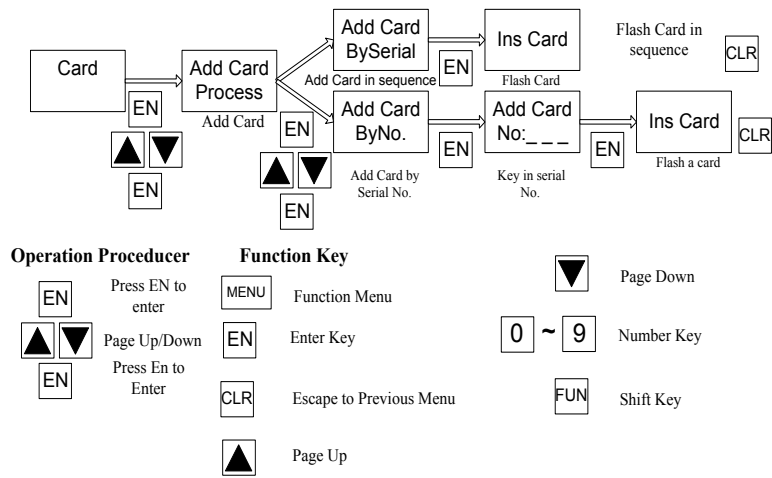 Card
EN
▲ ▼
EN
Add Card
Process
Add Card
EN
▲ ▼
EN
Add Card
BySerial
Add Card in sequence
EN
Ins Card
Flash Card
Flash Card in
sequence
CLR
Add Card
ByNo.
Add Card by
Serial No.
EN
Add Card
No:_ _ _
Key in serial
No.
EN
Ins Card
Flash a card
CLR
Operation Proceducer
EN
Press EN to
enter
▲ ▼
Page Up/Down
EN
Press En to
Enter
Function Key
MENU
Function Menu
EN
Enter Key
CLR
Escape to Previous Menu
▲
Page Up
▼
Page Down
0 ~ 9
Number Key
FUN
Shift Key